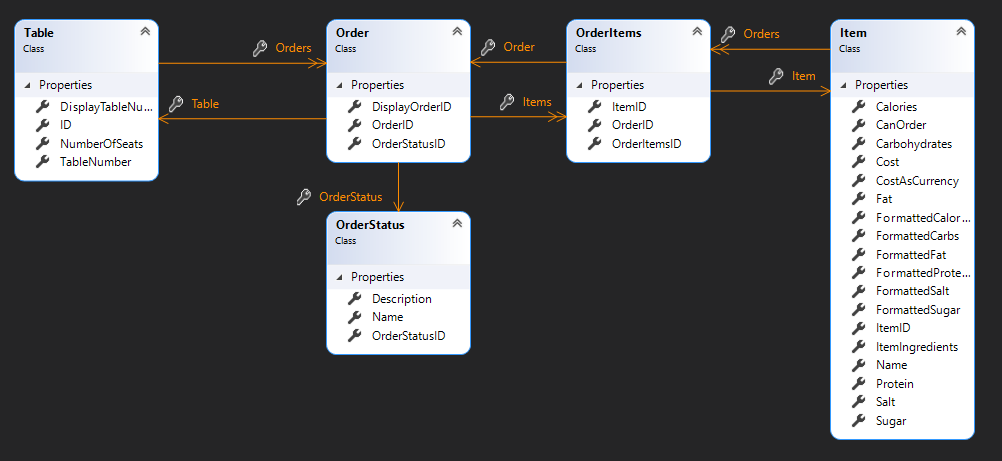 Table
Class
Properties
DisplayTableNu...
ID
NumberOfSeats
TableNumber
Orders
Table
Order
Class
Properties
DisplayOrderID
OrderID
OrderStatusID
Order
Items
OrderStatus
OrderStatus
Class
Properties
Description
Name
OrderStatusID
OrderItems
Class
Properties
ItemID
OrderID
OrderItemsID
Orders
Item
Item
Class
Properties
Calories
CanOrder
Carbohydrates
Cost
CostAsCurrency
Fat
FormattedCalor...
FormattedCarbs
FormattedFat
FormattedProte...
FormattedSalt
FormattedSugar
ItemID
ItemIngredients
Name
Protein
Salt
Sugar